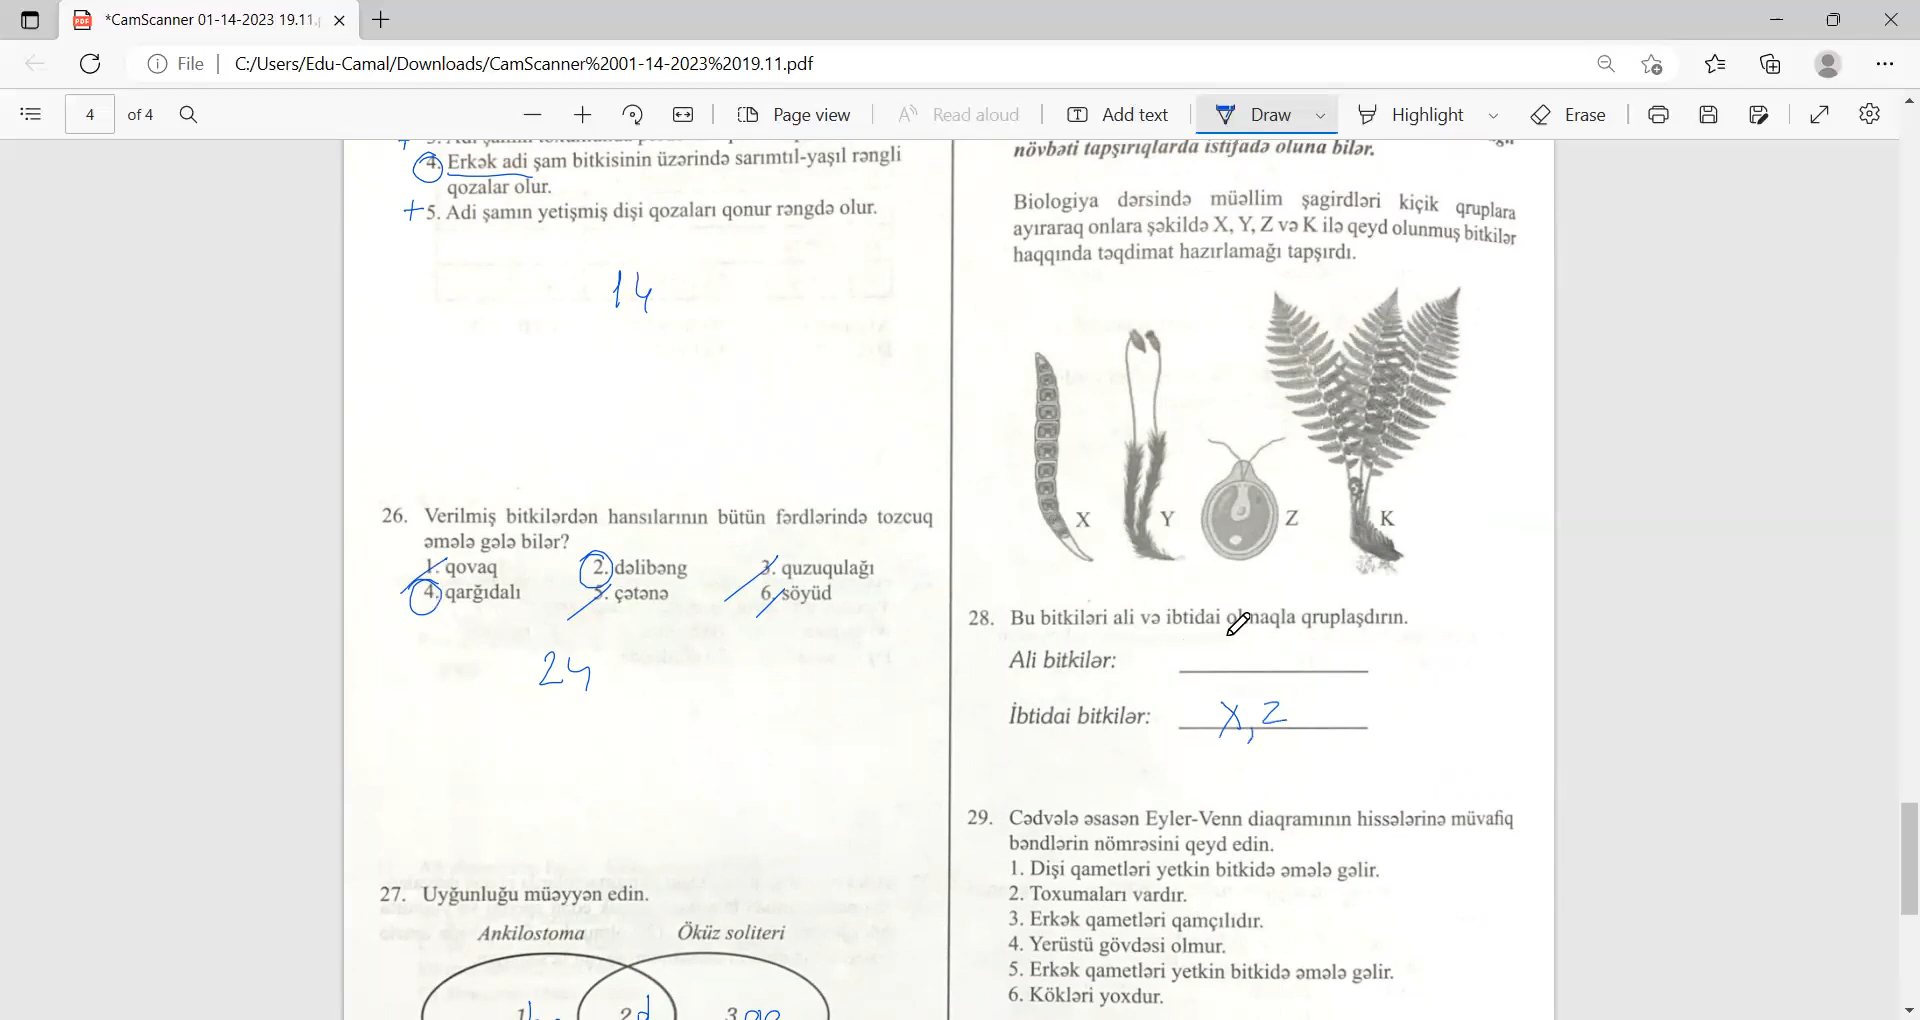 *CamScanner 01-14-2023 19.11.
File
C:/Users/Edu-Camal/Downloads/CamScanner%2001-14-2023%2019.11.pdf
4 of 4
Page view
Read aloud
Add text
Draw
Highlight
Erase
4. Erkək adi şam bitkisinin üzərində sarımtıl-yaşıl rəngli
qozalar olur.
+5. Adi şamın yetişmiş dişi qozaları qonur rəngdə olur.
14
26. Verilmiş bitkilərdən hansılarının bütün fərdlərində tozcuq
əmələ gələ bilər?
1. qovaq 2. dəlibəng 3. quzuqulağı
4. qarğıdalı 5. çətənə 6. söyüd
24
27. Uyğunluğu müəyyən edin.
Ankilostoma Öküz soliteri
1 2d 3
növbəti tapşırıqlarda istifadə oluna bilər.
Biologiya dərsində müəllim şagirdləri kiçik qruplara
ayıraraq onlara şəkildə X, Y, Z və K ilə qeyd olunmuş bitkilər
haqqında təqdimat hazırlamağı tapşırdı.
X Y Z K
28. Bu bitkiləri ali və ibtidai olmaqla qruplaşdırın.
Ali bitkilər:
İbtidai bitkilər: X, Z
29. Cədvələ əsasən Eyler-Venn diaqramının hissələrinə müvafiq
bəndlərin nömrəsini qeyd edin.
1. Dişi qametləri yetkin bitkidə əmələ gəlir.
2. Toxumaları vardır.
3. Erkək qametləri qamçılıdır.
4. Yerüstü gövdəsi olmur.
5. Erkək qametləri yetkin bitkidə əmələ gəlir.
6. Kökləri yoxdur.